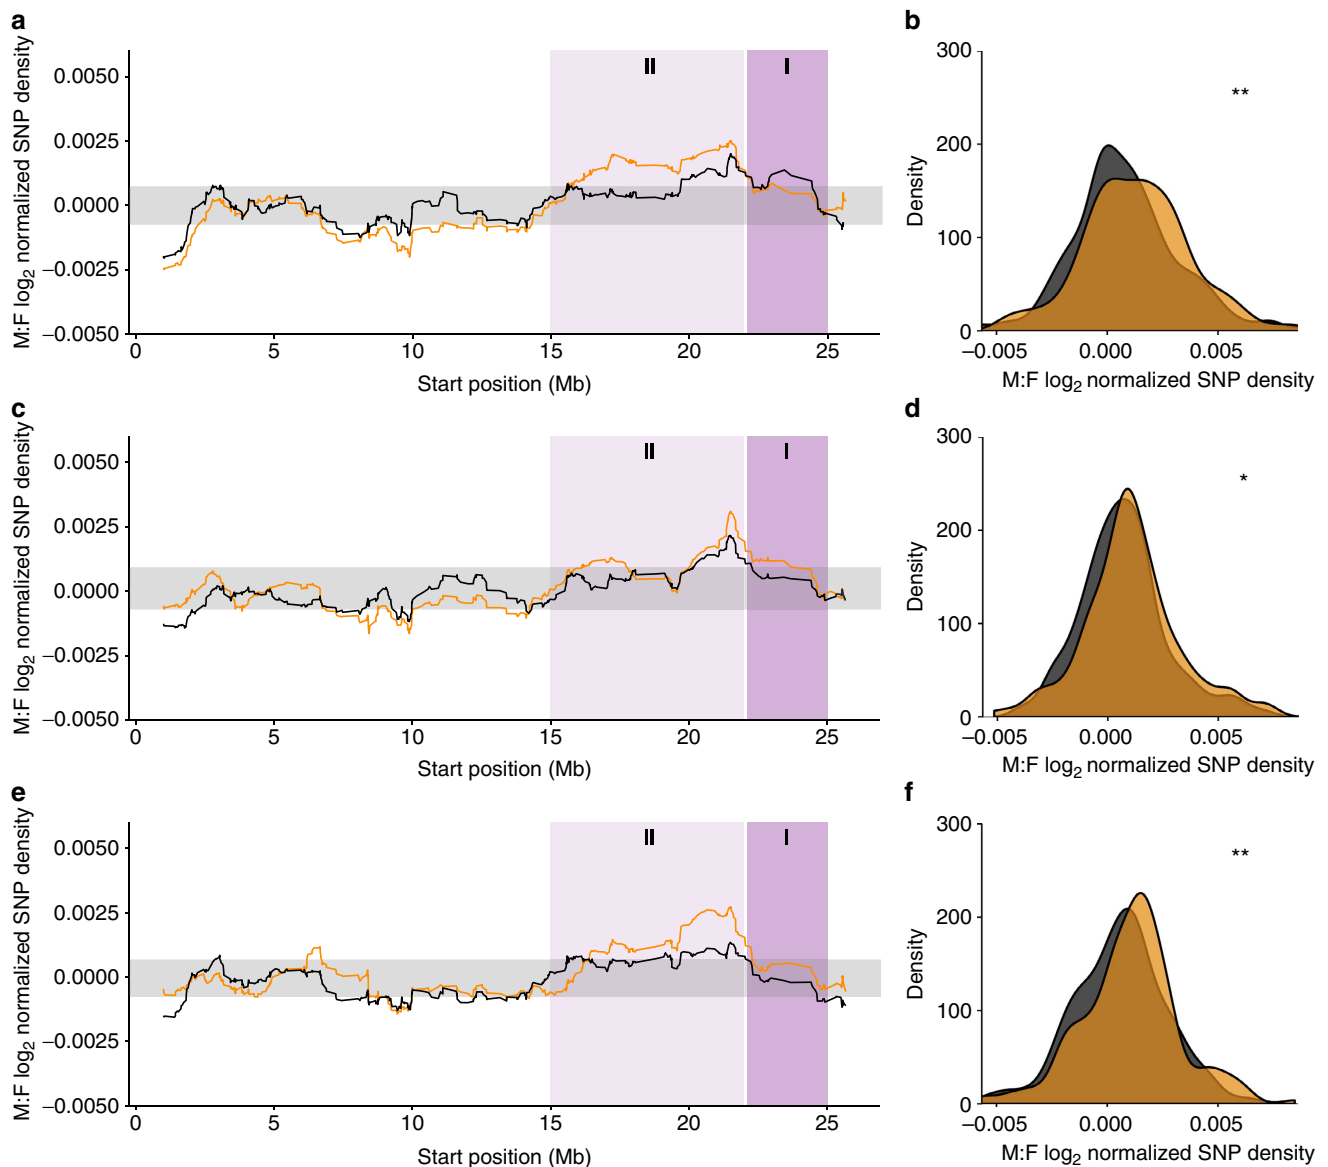 a
M:F log2 normalized SNP density
0.0050
0.0025
0.0000
−0.0025
−0.0050
II
I
0 5 10 15 20 25
Start position (Mb)
b
Density
300
200
100
0
**
−0.005 0.000 0.005
M:F log2 normalized SNP density
c
M:F log2 normalized SNP density
0.0050
0.0025
0.0000
−0.0025
−0.0050
II
I
0 5 10 15 20 25
Start position (Mb)
d
Density
300
200
100
0
*
−0.005 0.000 0.005
M:F log2 normalized SNP density
e
M:F log2 normalized SNP density
0.0050
0.0025
0.0000
−0.0025
−0.0050
II
I
0 5 10 15 20 25
Start position (Mb)
f
Density
300
200
100
0
**
−0.005 0.000 0.005
M:F log2 normalized SNP density